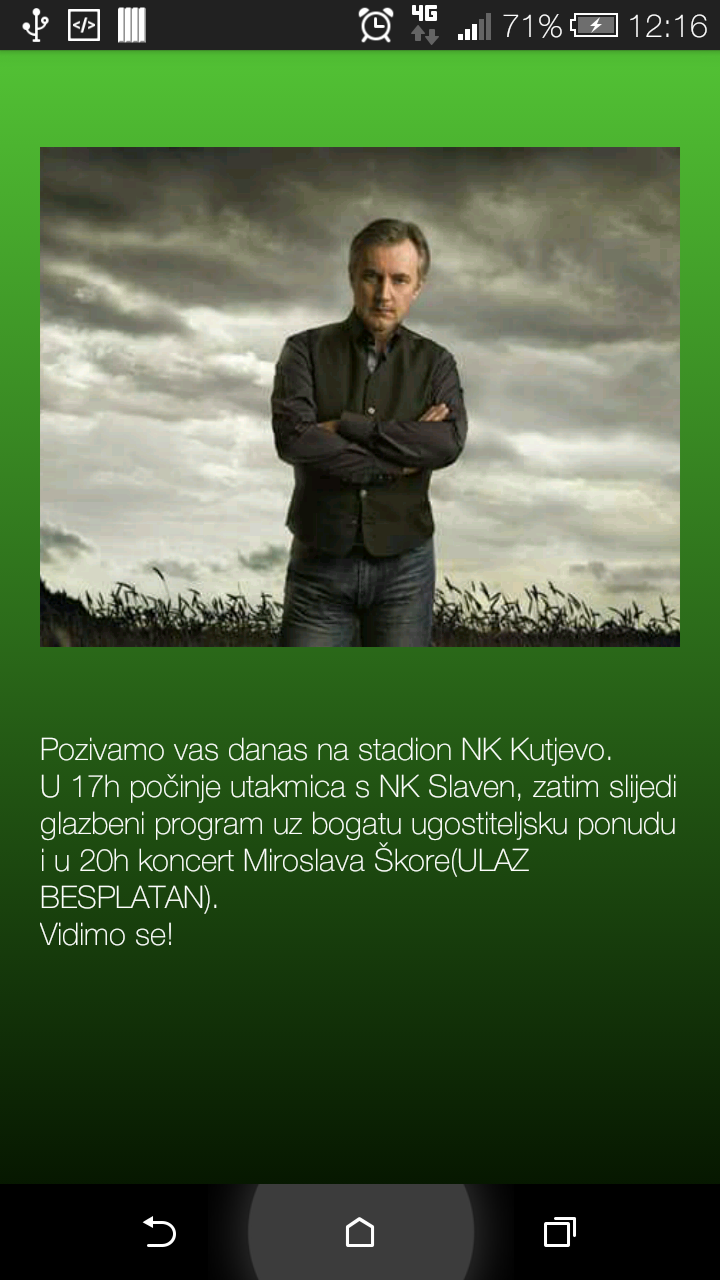 4G 71% 12:16
Pozivamo vas danas na stadion NK Kutjevo.
U 17h počinje utakmica s NK Slaven, zatim slijedi
glazbeni program uz bogatu ugostiteljsku ponudu
i u 20h koncert Miroslava Škore(ULAZ
BESPLATAN).
Vidimo se!